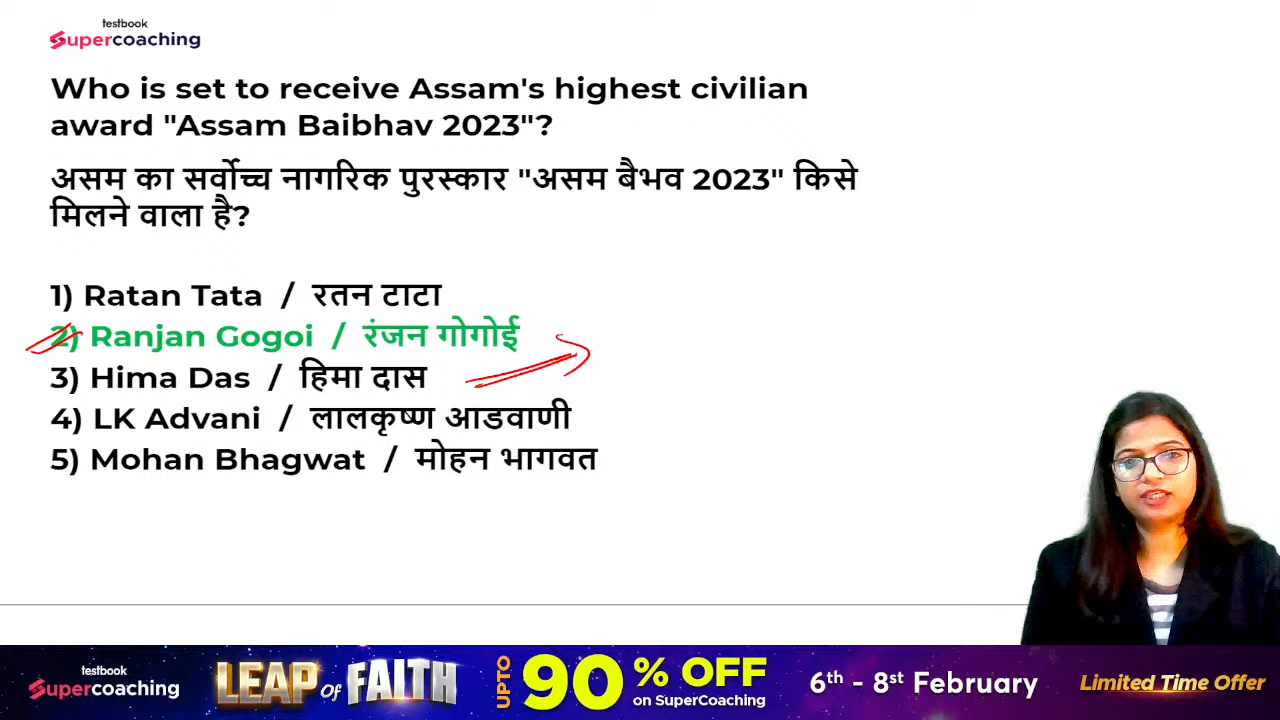 testbook
Supercoaching
Who is set to receive Assam's highest civilian
award "Assam Baibhav 2023"?
असम का सर्वोच्च नागरिक पुरस्कार "असम बैभव 2023" किसे
मिलने वाला है?
1) Ratan Tata / रतन टाटा
2) Ranjan Gogoi / रंजन गोगोई
3) Hima Das / हिमा दास
4) LK Advani / लालकृष्ण आडवाणी
5) Mohan Bhagwat / मोहन भागवत
testbook
Supercoaching
LEAP Of FAITH
UPTO 90% OFF
on SuperCoaching
6th - 8st February
Limited Time Offer